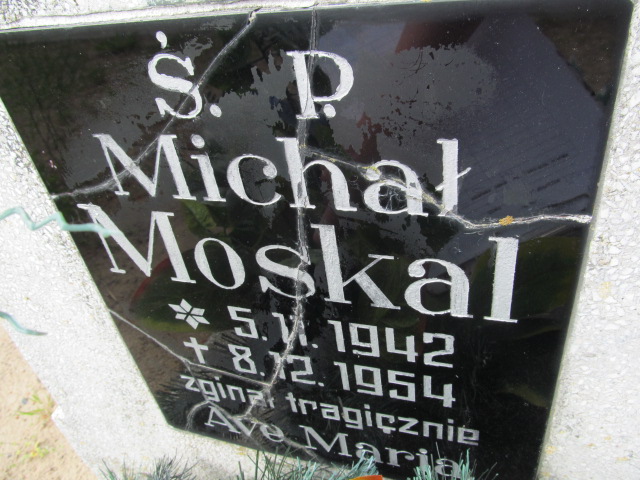 Ś. P.
Michał
Moskal
* 5.11.1942
+ 8.12.1954
zginął tragicznie
Ave Maria